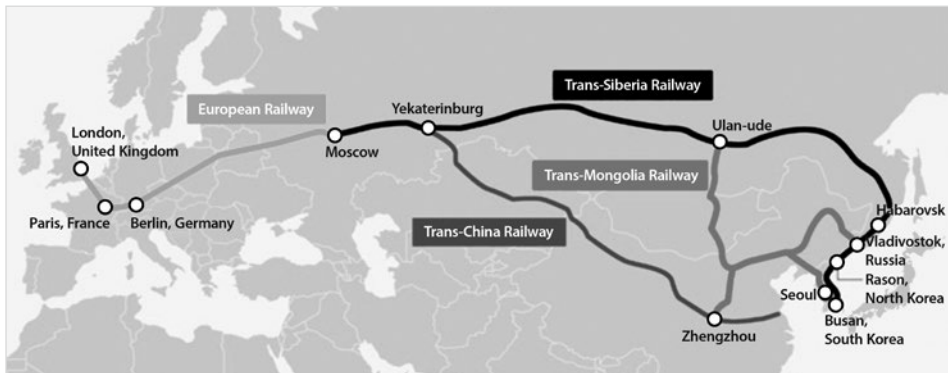 Trans-Siberia Railway
European Railway
Yekaterinburg
London,
United Kingdom
Ulan-ude
Moscow
Trans-Mongolia Railway
Paris, France
Berlin, Germany
Habarovsk
Trans-China Railway
Vladivostok,
Russia
Rason,
North Korea
Seoul
Busan,
South Korea
Zhengzhou